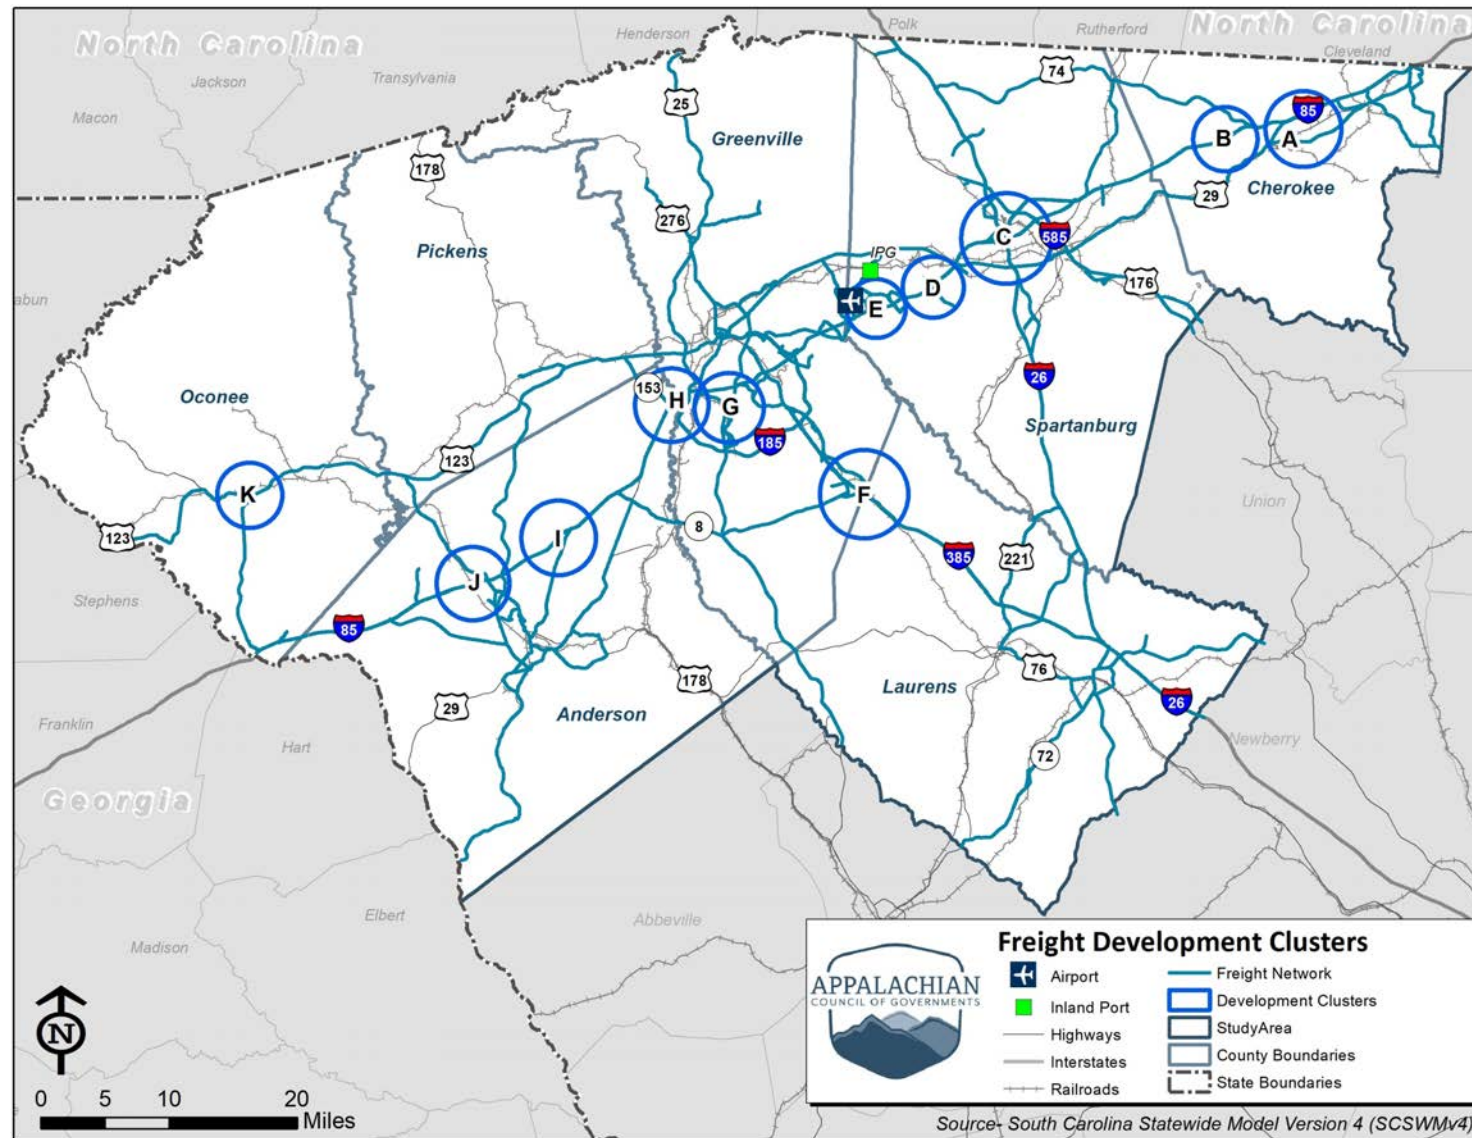 North Carolina
North Carolina
Henderson
Polk
Rutherford
Cleveland
Jackson
Transylvania
Macon
74
85
25
Greenville
B
A
178
Cherokee
29
276
Pickens
C
585
IPG
176
abun
D
E
26
Oconee
153
H
G
Spartanburg
185
123
K
F
Union
123
I
8
385
221
J
Stephens
85
76
178
Laurens
26
29
Anderson
Franklin
Newberry
Hart
72
Georgia
Elbert
Abbeville
Madison
N
0 5 10 20
Miles
APPALACHIAN
COUNCIL OF GOVERNMENTS
Freight Development Clusters
Airport
Inland Port
Highways
Interstates
Railroads
Freight Network
Development Clusters
StudyArea
County Boundaries
State Boundaries
Source- South Carolina Statewide Model Version 4 (SCSWMv4)